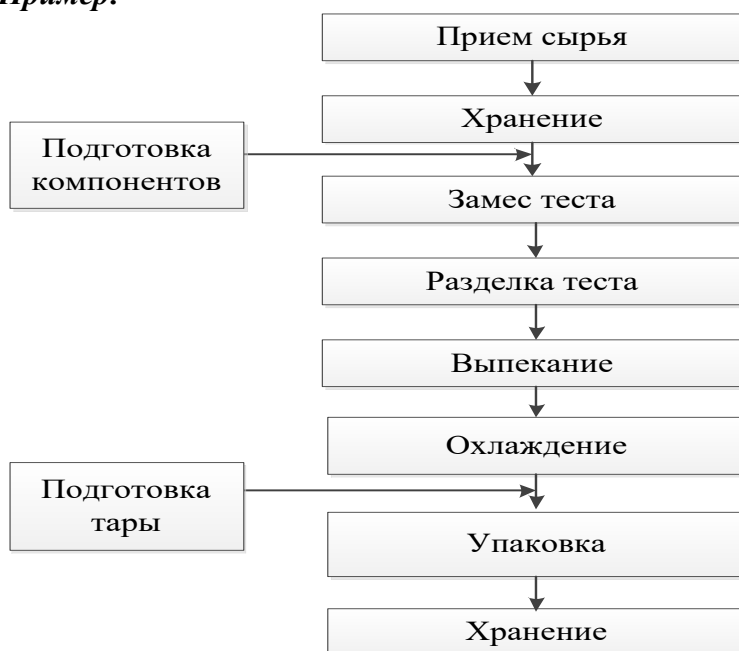 Пример:
Прием сырья
Хранение
Подготовка
компонентов
Замес теста
Разделка теста
Выпекание
Охлаждение
Подготовка
тары
Упаковка
Хранение